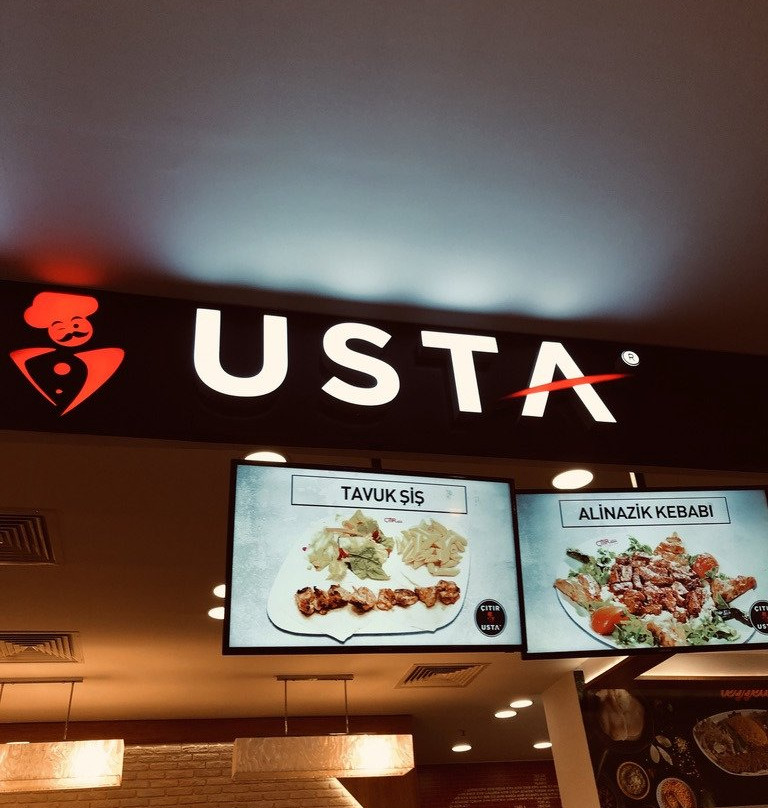 USTA®
TAVUK ŞİŞ
ALİNAZİK KEBABI
ÇITIR
USTA